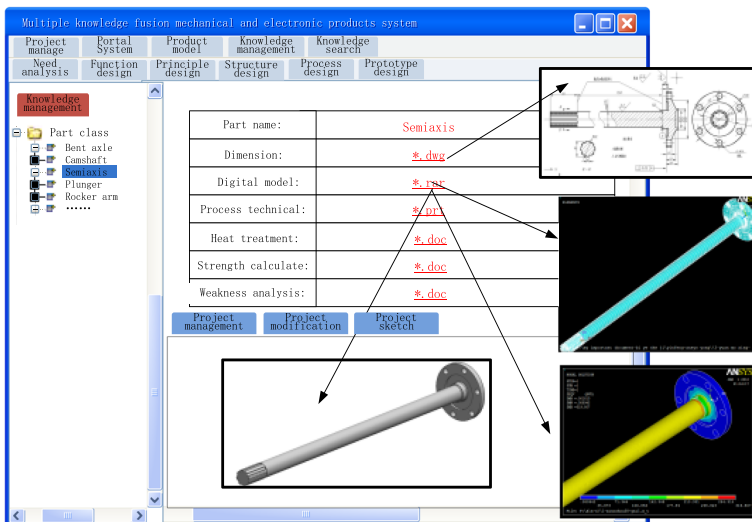 Multiple knowledge fusion mechanical and electronic products system
Project manage
Portal System
Product model
Knowledge management
Knowledge search
Need analysis
Function design
Principle design
Structure design
Process design
Prototype design
Knowledge management
Part class
Bent axle
Camshaft
Semiaxis
Plunger
Rocker arm
......
Part name: Semiaxis
Dimension: *.dwg
Digital model: *.rar
Process technical: *.prt
Heat treatment: *.doc
Strength calculate: *.doc
Weakness analysis: *.doc
Project management
Project modification
Project sketch
ANSYS